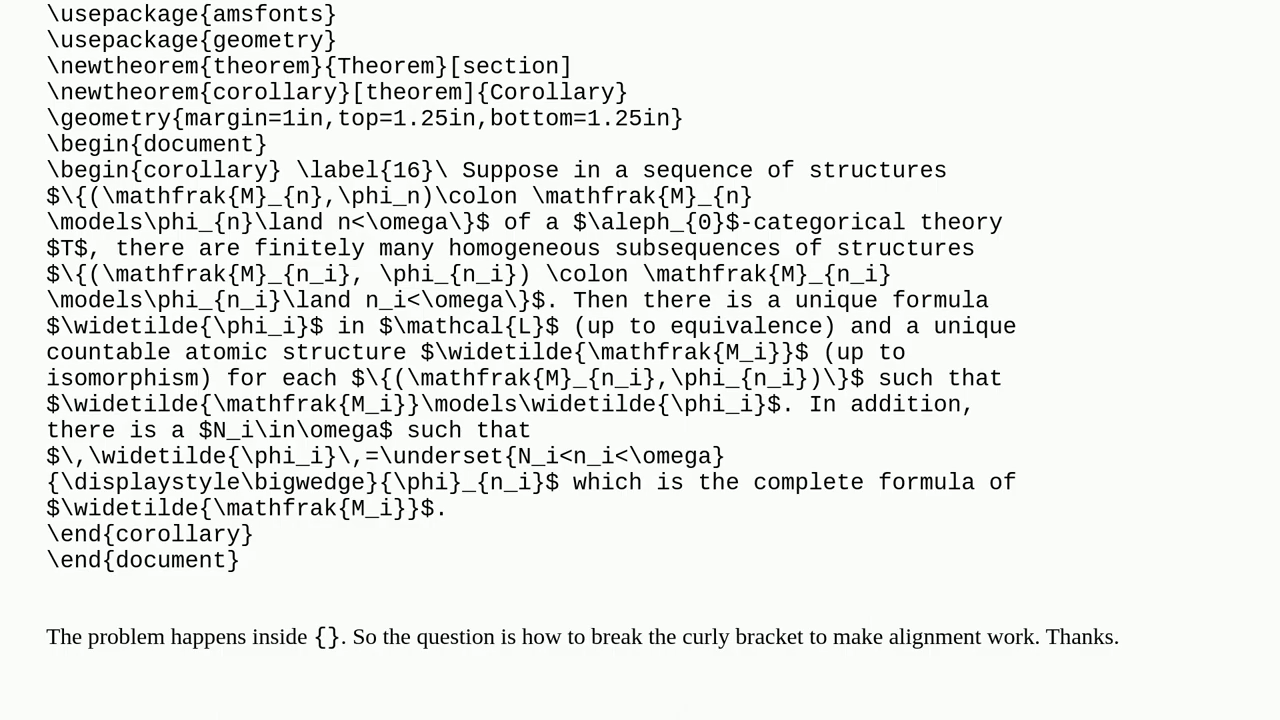 \usepackage{amsfonts}
\usepackage{geometry}
\newtheorem{theorem}{Theorem}[section]
\newtheorem{corollary}[theorem]{Corollary}
\geometry{margin=1in,top=1.25in,bottom=1.25in}
\begin{document}
\begin{corollary} \label{16}\ Suppose in a sequence of structures
$\{(\mathfrak{M}_{n},\phi_n)\colon \mathfrak{M}_{n}
\models\phi_{n}\land n<\omega\}$ of a $\aleph_{0}$-categorical theory
$T$, there are finitely many homogeneous subsequences of structures
$\{(\mathfrak{M}_{n_i}, \phi_{n_i}) \colon \mathfrak{M}_{n_i}
\models\phi_{n_i}\land n_i<\omega\}$. Then there is a unique formula
$\widetilde{\phi_i}$ in $\mathcal{L}$ (up to equivalence) and a unique
countable atomic structure $\widetilde{\mathfrak{M_i}}$ (up to
isomorphism) for each $\{(\mathfrak{M}_{n_i},\phi_{n_i})\}$ such that
$\widetilde{\mathfrak{M_i}}\models\widetilde{\phi_i}$. In addition,
there is a $N_i\in\omega$ such that
$\,\widetilde{\phi_i}\,=\underset{N_i<n_i<\omega}
{\displaystyle\bigwedge}{\phi}_{n_i}$ which is the complete formula of
$\widetilde{\mathfrak{M_i}}$.
\end{corollary}
\end{document}
The problem happens inside {}. So the question is how to break the curly bracket to make alignment work. Thanks.